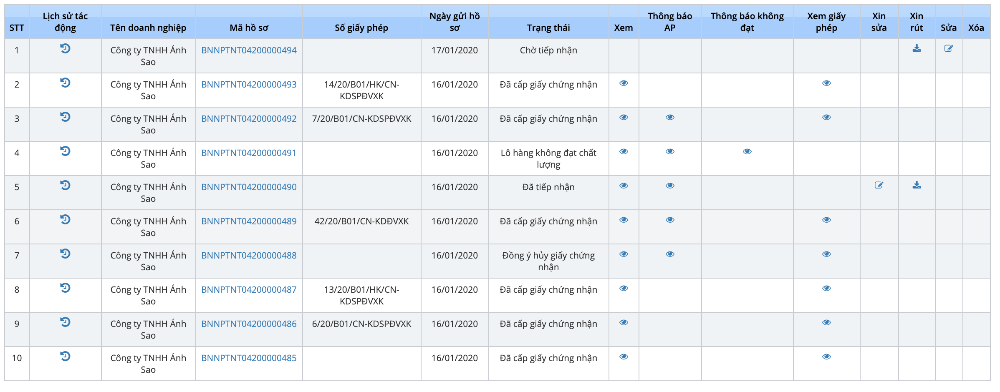 STT Lịch sử tác động Tên doanh nghiệp Mã hồ sơ Số giấy phép Ngày gửi hồ sơ Trạng thái Xem Thông báo AP Thông báo không đạt Xem giấy phép Xin sửa Xin rút Sửa Xóa
1 Công ty TNHH Ánh Sao BNNPTNT04200000494 17/01/2020 Chờ tiếp nhận
2 Công ty TNHH Ánh Sao BNNPTNT04200000493 14/20/B01/HK/CN-KDSPĐVXK 16/01/2020 Đã cấp giấy chứng nhận
3 Công ty TNHH Ánh Sao BNNPTNT04200000492 7/20/B01/CN-KDSPĐVXK 16/01/2020 Đã cấp giấy chứng nhận
4 Công ty TNHH Ánh Sao BNNPTNT04200000491 16/01/2020 Lô hàng không đạt chất lượng
5 Công ty TNHH Ánh Sao BNNPTNT04200000490 16/01/2020 Đã tiếp nhận
6 Công ty TNHH Ánh Sao BNNPTNT04200000489 42/20/B01/CN-KDĐVXK 16/01/2020 Đã cấp giấy chứng nhận
7 Công ty TNHH Ánh Sao BNNPTNT04200000488 16/01/2020 Đồng ý hủy giấy chứng nhận
8 Công ty TNHH Ánh Sao BNNPTNT04200000487 13/20/B01/HK/CN-KDSPĐVXK 16/01/2020 Đã cấp giấy chứng nhận
9 Công ty TNHH Ánh Sao BNNPTNT04200000486 6/20/B01/CN-KDSPĐVXK 16/01/2020 Đã cấp giấy chứng nhận
10 Công ty TNHH Ánh Sao BNNPTNT04200000485 16/01/2020 Đã cấp giấy chứng nhận